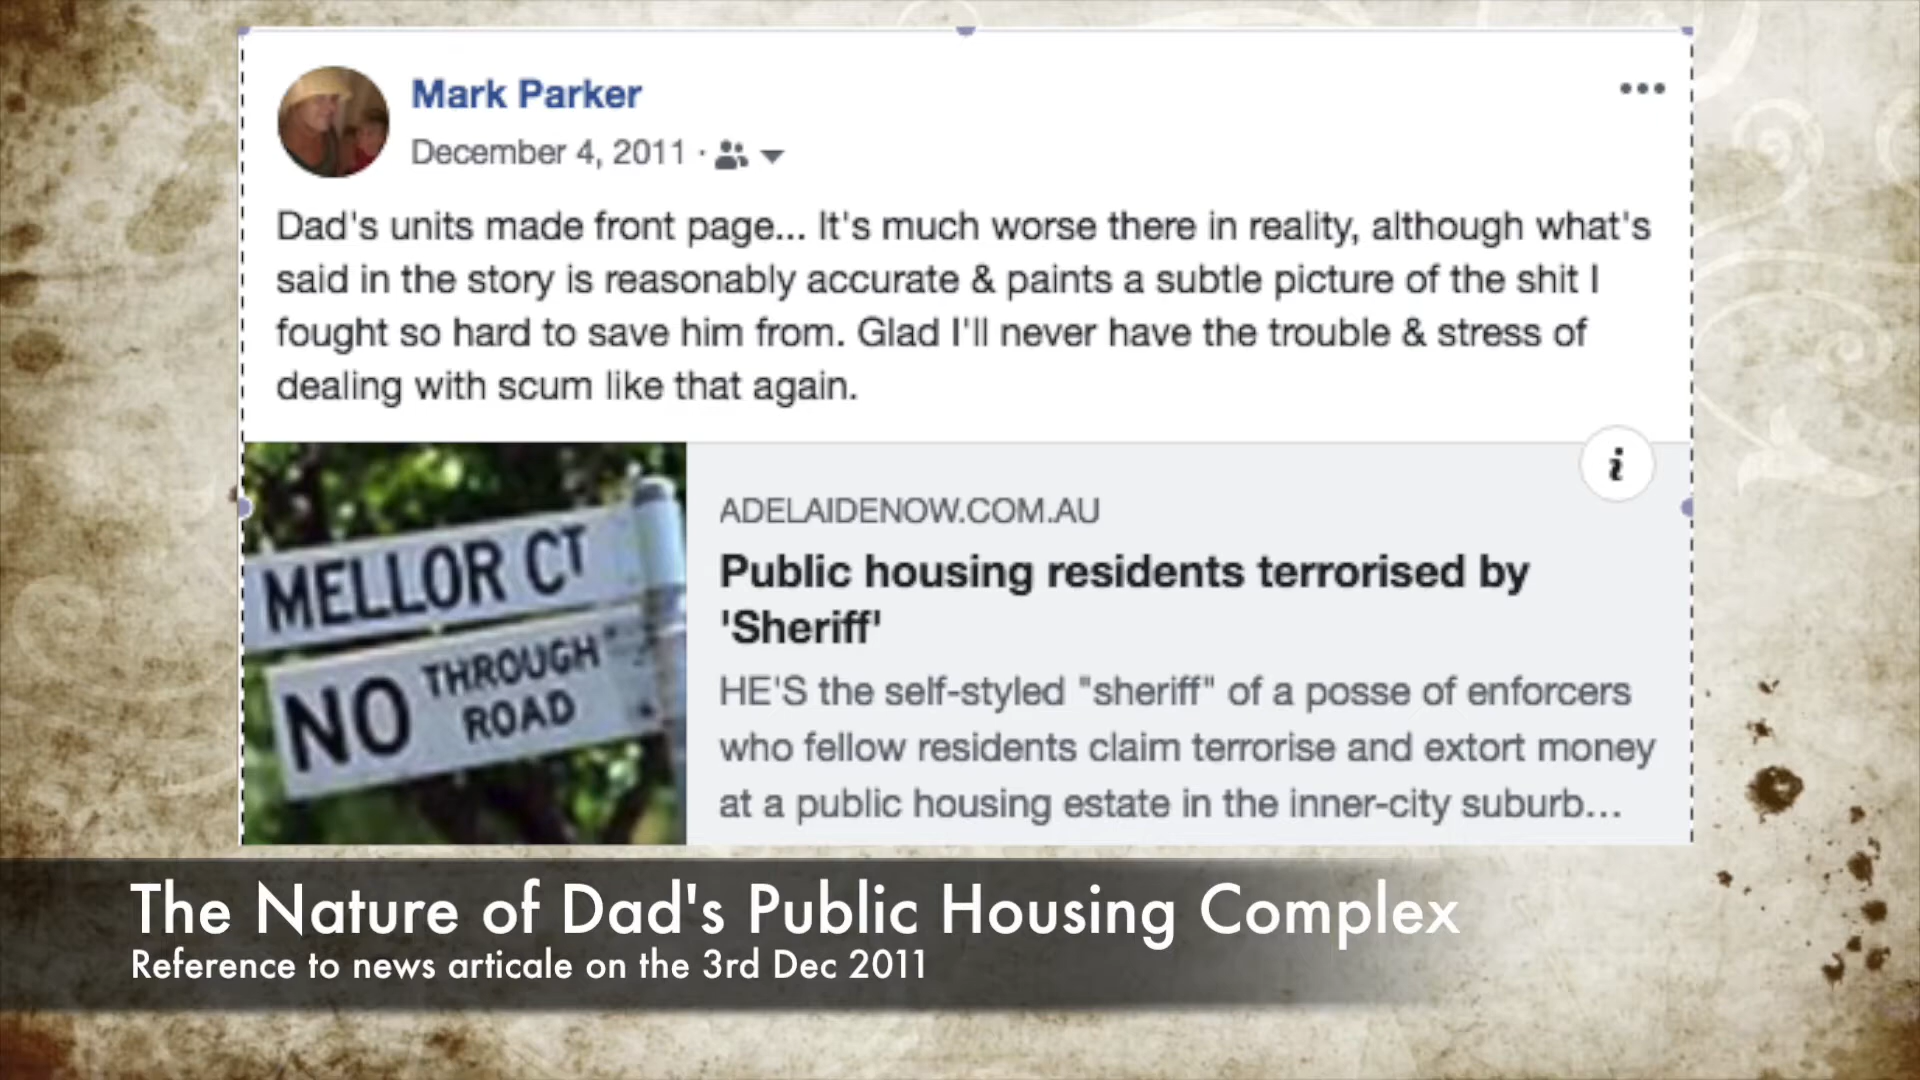 Mark Parker
December 4, 2011 ·
Dad's units made front page... It's much worse there in reality, although what's
said in the story is reasonably accurate & paints a subtle picture of the shit I
fought so hard to save him from. Glad I'll never have the trouble & stress of
dealing with scum like that again.
MELLOR CT
NO THROUGH ROAD
i
ADELAIDENOW.COM.AU
Public housing residents terrorised by
'Sheriff'
HE'S the self-styled "sheriff" of a posse of enforcers
who fellow residents claim terrorise and extort money
at a public housing estate in the inner-city suburb...
The Nature of Dad's Public Housing Complex
Reference to news articale on the 3rd Dec 2011